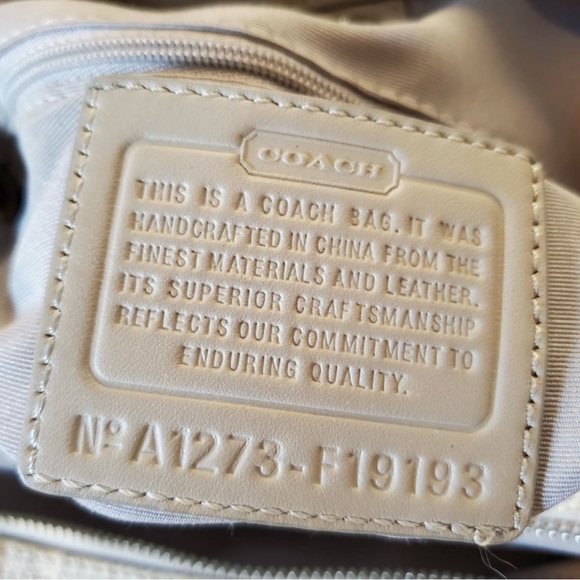 COACH
THIS IS A COACH BAG. IT WAS
HANDCRAFTED IN CHINA FROM THE
FINEST MATERIALS AND LEATHER.
ITS SUPERIOR CRAFTSMANSHIP
REFLECTS OUR COMMITMENT TO
ENDURING QUALITY.
Nº A1273-F19193